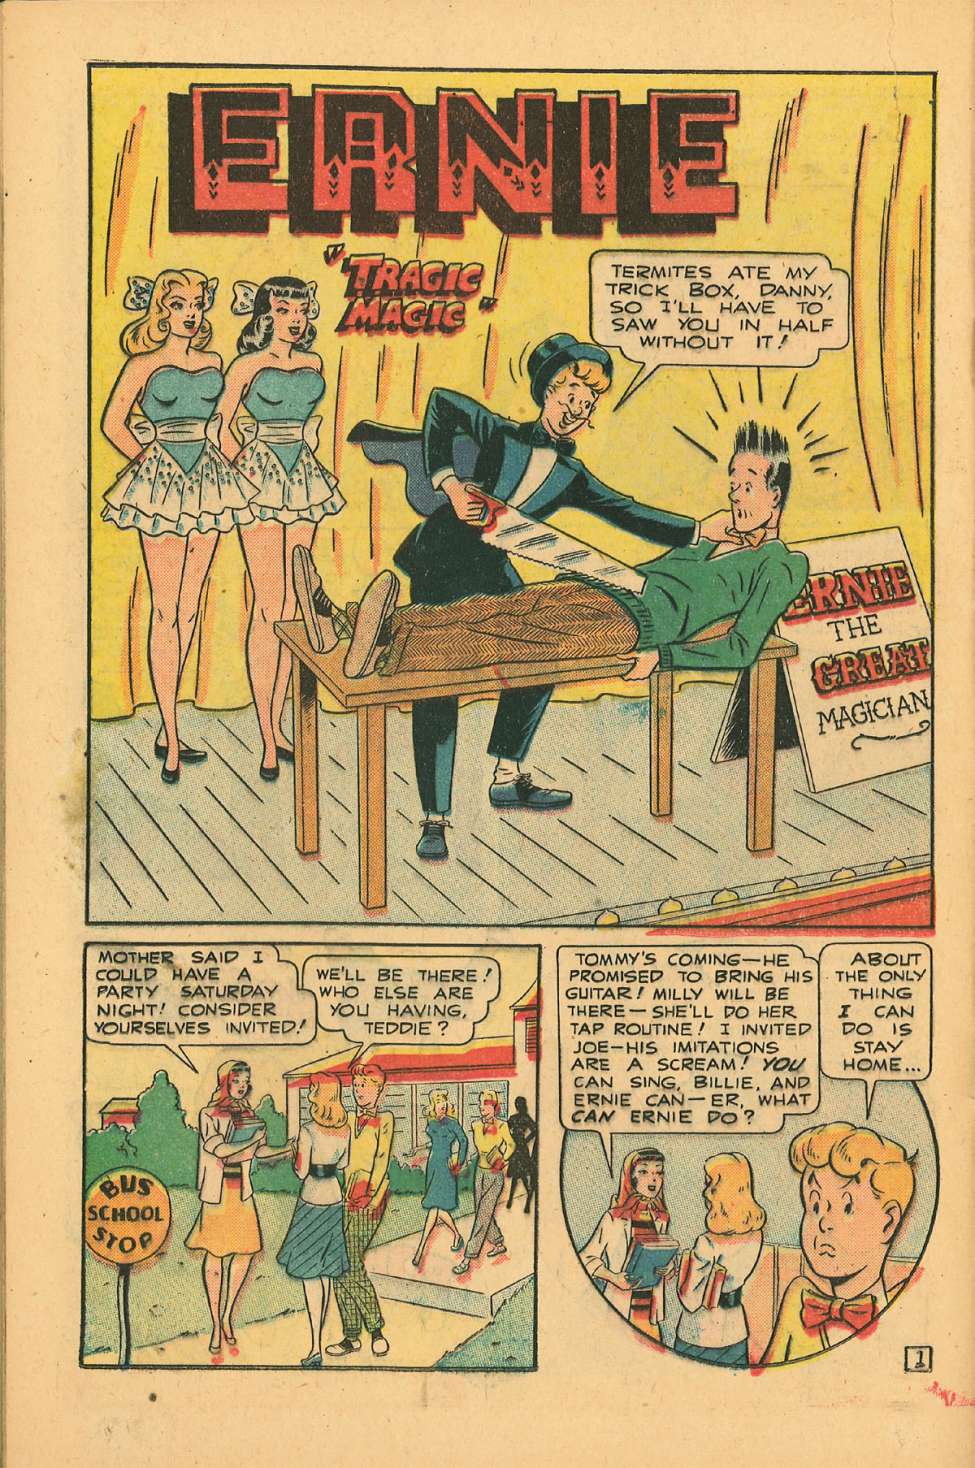 ERNIE
"TRAGIC
MAGIC"
TERMITES ATE MY
TRICK BOX, DANNY,
SO I'LL HAVE TO
SAW YOU IN HALF
WITHOUT IT!
ERNIE
THE
GREAT
MAGICIAN
MOTHER SAID I
COULD HAVE A
PARTY SATURDAY
NIGHT! CONSIDER
YOURSELVES INVITED!
WE'LL BE THERE!
WHO ELSE ARE
YOU HAVING,
TEDDIE?
BUS
SCHOOL
STOP
TOMMY'S COMING—HE
PROMISED TO BRING HIS
GUITAR! MILLY WILL BE
THERE—SHE'LL DO HER
TAP ROUTINE! I INVITED
JOE—HIS IMITATIONS
ARE A SCREAM! YOU
CAN SING, BILLIE, AND
ERNIE CAN—ER, WHAT
CAN ERNIE DO?
ABOUT
THE ONLY
THING
I CAN
DO IS
STAY
HOME...
1